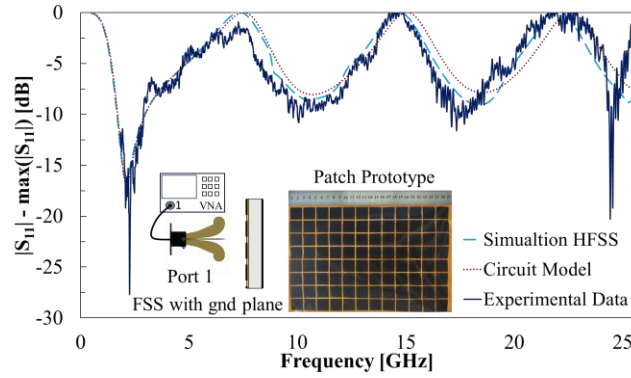 0
-5
-10
-15
-20
-25
-30
|S11| - max(|S11|) [dB]
1
VNA
Port 1
FSS with gnd plane
Patch Prototype
Simualtion HFSS
Circuit Model
Experimental Data
0 5 10 15 20 25
Frequency [GHz]